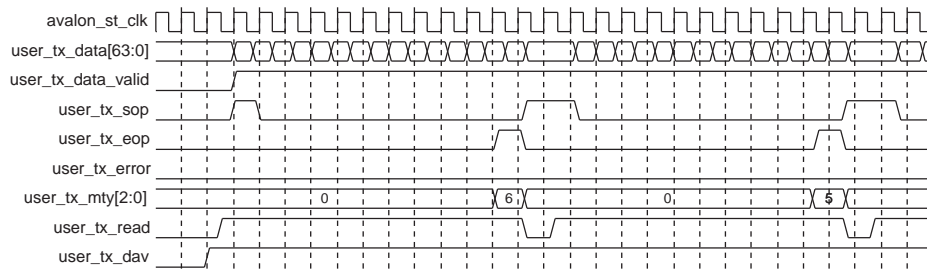 avalon_st_clk
user_tx_data[63:0]
user_tx_data_valid
user_tx_sop
user_tx_eop
user_tx_error
user_tx_mty[2:0] 0 6 0 5
user_tx_read
user_tx_dav